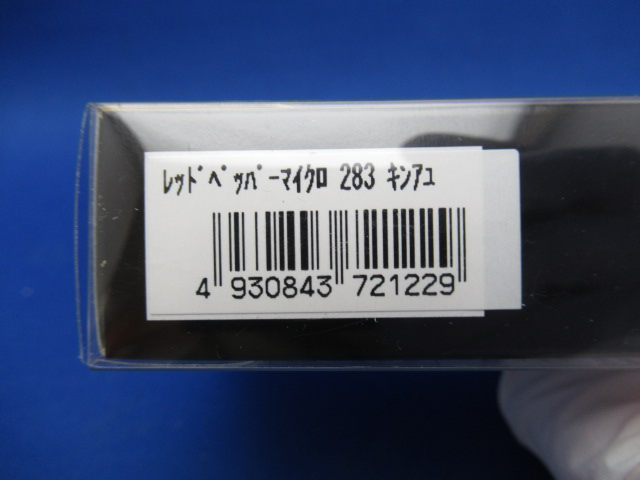 ﾚｯﾄﾞﾍﾟｯﾊﾟｰﾏｲｸﾛ 283 ｷﾝｱﾕ
4 930843 721229